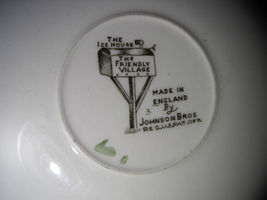 THE
ICE HOUSE
THE
FRIENDLY
VILLAGE
MADE IN
ENGLAND
By
JOHNSON BROS
REG.U.S.PAT.OFF.